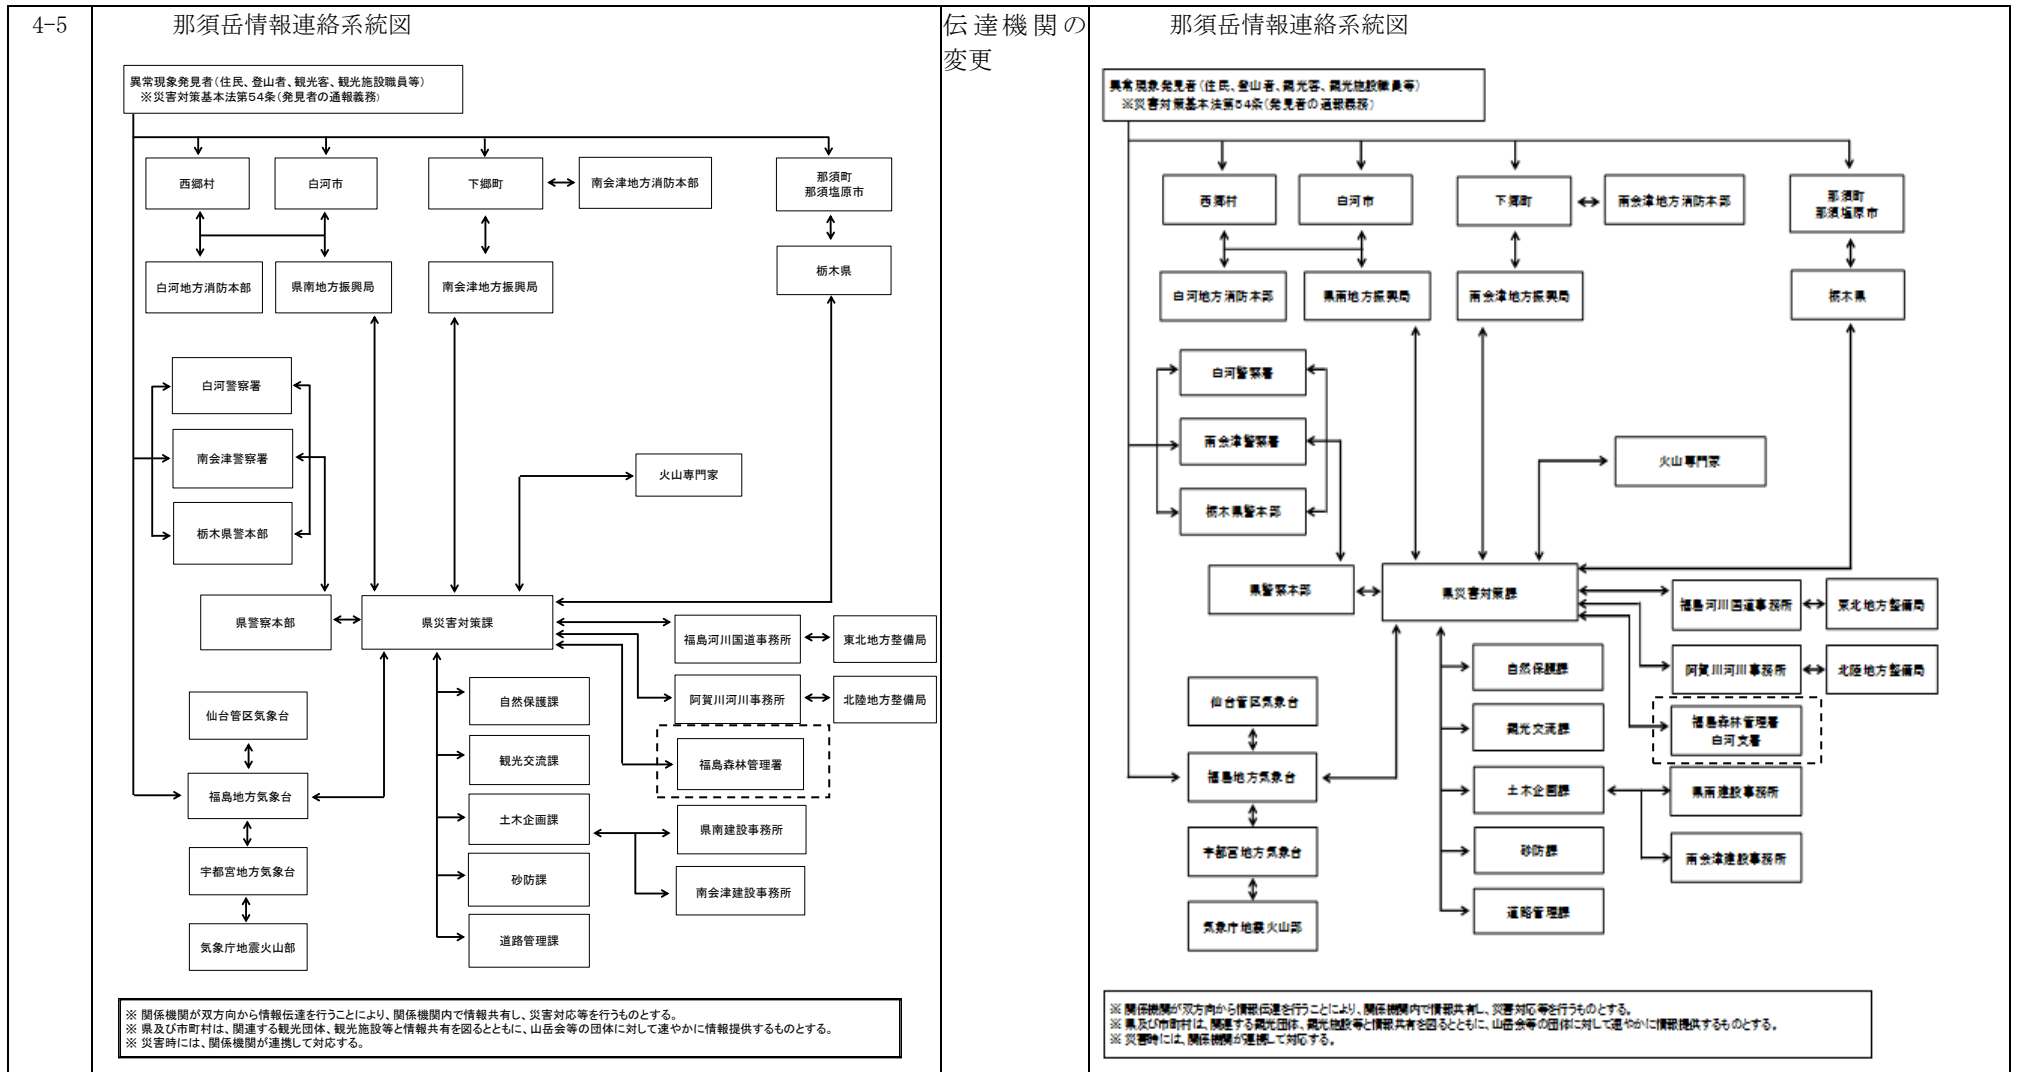 4-5
那須岳情報連絡系統図
異常現象発見者(住民、登山者、観光客、観光施設職員等)
※災害対策基本法第54条(発見者の通報義務)
西郷村
白河市
下郷町
南会津地方消防本部
那須町
那須塩原市
白河地方消防本部
県南地方振興局
南会津地方振興局
栃木県
白河警察署
南会津警察署
栃木県警本部
火山専門家
県警察本部
県災害対策課
福島河川国道事務所
東北地方整備局
阿賀川河川事務所
北陸地方整備局
仙台管区気象台
自然保護課
観光交流課
福島森林管理署
福島地方気象台
土木企画課
県南建設事務所
宇都宮地方気象台
砂防課
南会津建設事務所
気象庁地震火山部
道路管理課
※ 関係機関が双方向から情報伝達を行うことにより、関係機関内で情報共有し、災害対応等を行うものとする。
※ 県及び市町村は、関連する観光団体、観光施設等と情報共有を図るとともに、山岳会等の団体に対して速やかに情報提供するものとする。
※ 災害時には、関係機関が連携して対応する。
伝達機関の
変更
那須岳情報連絡系統図
異常現象発見者(住民、登山者、観光客、観光施設職員等)
※災害対策基本法第54条(発見者の通報義務)
西郷村
白河市
下郷町
南会津地方消防本部
那須町
那須塩原市
白河地方消防本部
県南地方振興局
南会津地方振興局
栃木県
白河警察署
南会津警察署
栃木県警本部
火山専門家
県警察本部
県災害対策課
福島河川国道事務所
東北地方整備局
阿賀川河川事務所
北陸地方整備局
自然保護課
仙台管区気象台
観光交流課
福島森林管理署
白河支署
福島地方気象台
土木企画課
県南建設事務所
宇都宮地方気象台
砂防課
南会津建設事務所
気象庁地震火山部
道路管理課
※ 関係機関が双方向から情報伝達を行うことにより、関係機関内で情報共有し、災害対応等を行うものとする。
※ 県及び市町村は、関連する観光団体、観光施設等と情報共有を図るとともに、山岳会等の団体に対して速やかに情報提供するものとする。
※ 災害時には、関係機関が連携して対応する。